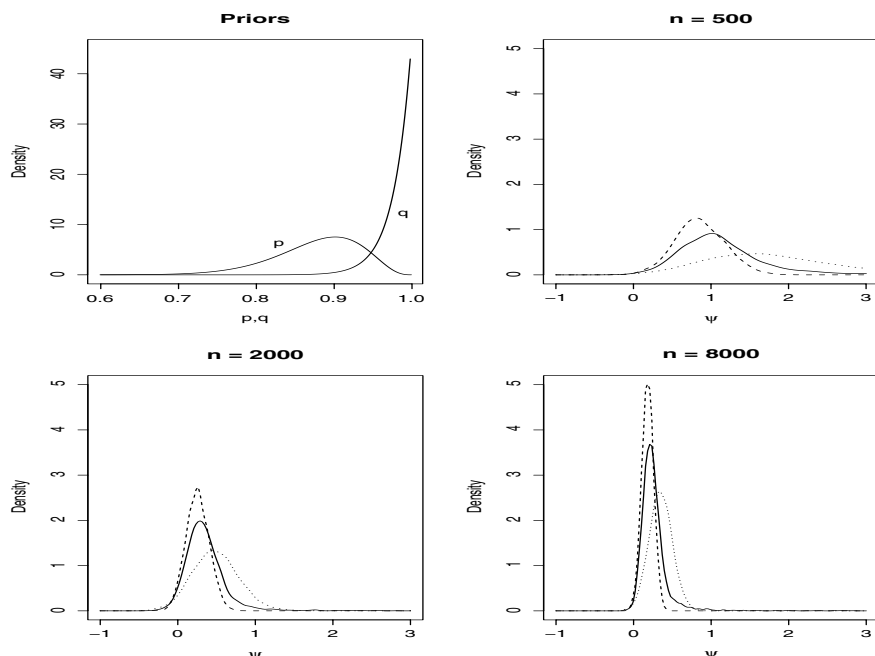 Priors
Density
0 10 20 30 40
p
q
0.6 0.7 0.8 0.9 1.0
p,q
n = 500
Density
0 1 2 3 4 5
−1 0 1 2 3
ψ
n = 2000
Density
0 1 2 3 4 5
−1 0 1 2 3
ψ
n = 8000
Density
0 1 2 3 4 5
−1 0 1 2 3
ψ